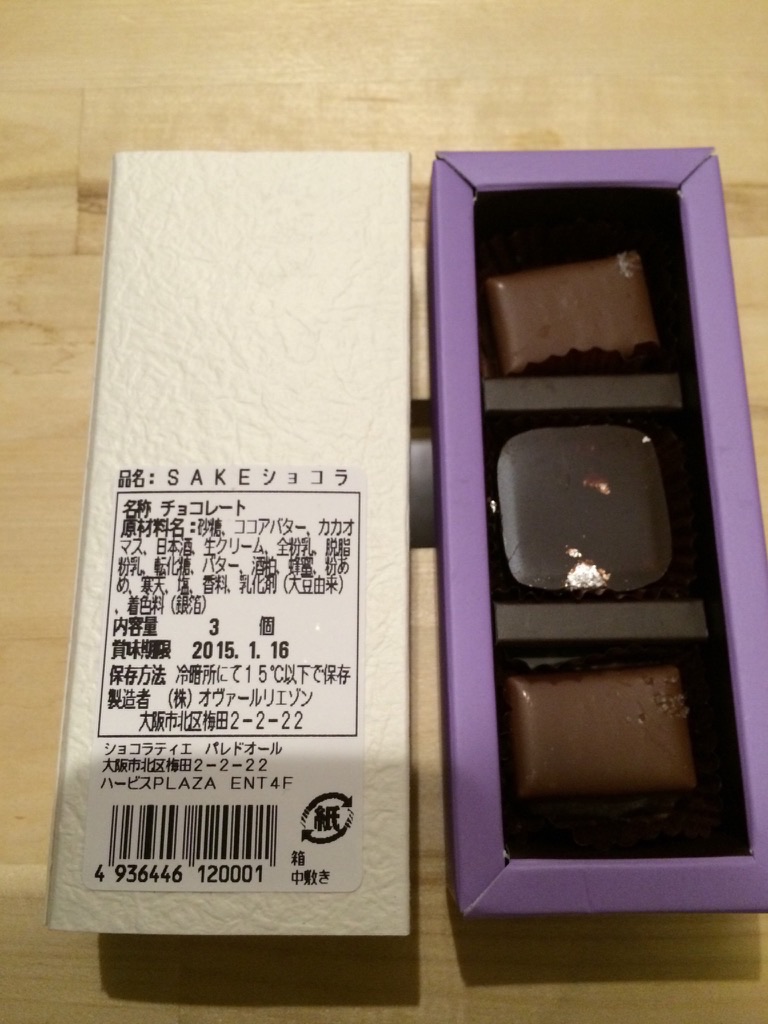 品名：ＳＡＫＥショコラ
名称 チョコレート
原材料名：砂糖、ココアバター、カカオ
マス、日本酒、生クリーム、全粉乳、脱脂
粉乳、転化糖、バター、酒粕、蜂蜜、粉あ
め、寒天、塩、香料、乳化剤（大豆由来）
、着色料（銀箔）
内容量 3 個
賞味期限 2015.1.16
保存方法 冷暗所にて１５℃以下で保存
製造者 （株）オヴァールリエゾン
大阪市北区梅田２－２－２２
ショコラティエ パレドオール
大阪市北区梅田２－２－２２
ハービスPLAZA ENT4F
紙
箱
中敷き
4 936446 120001